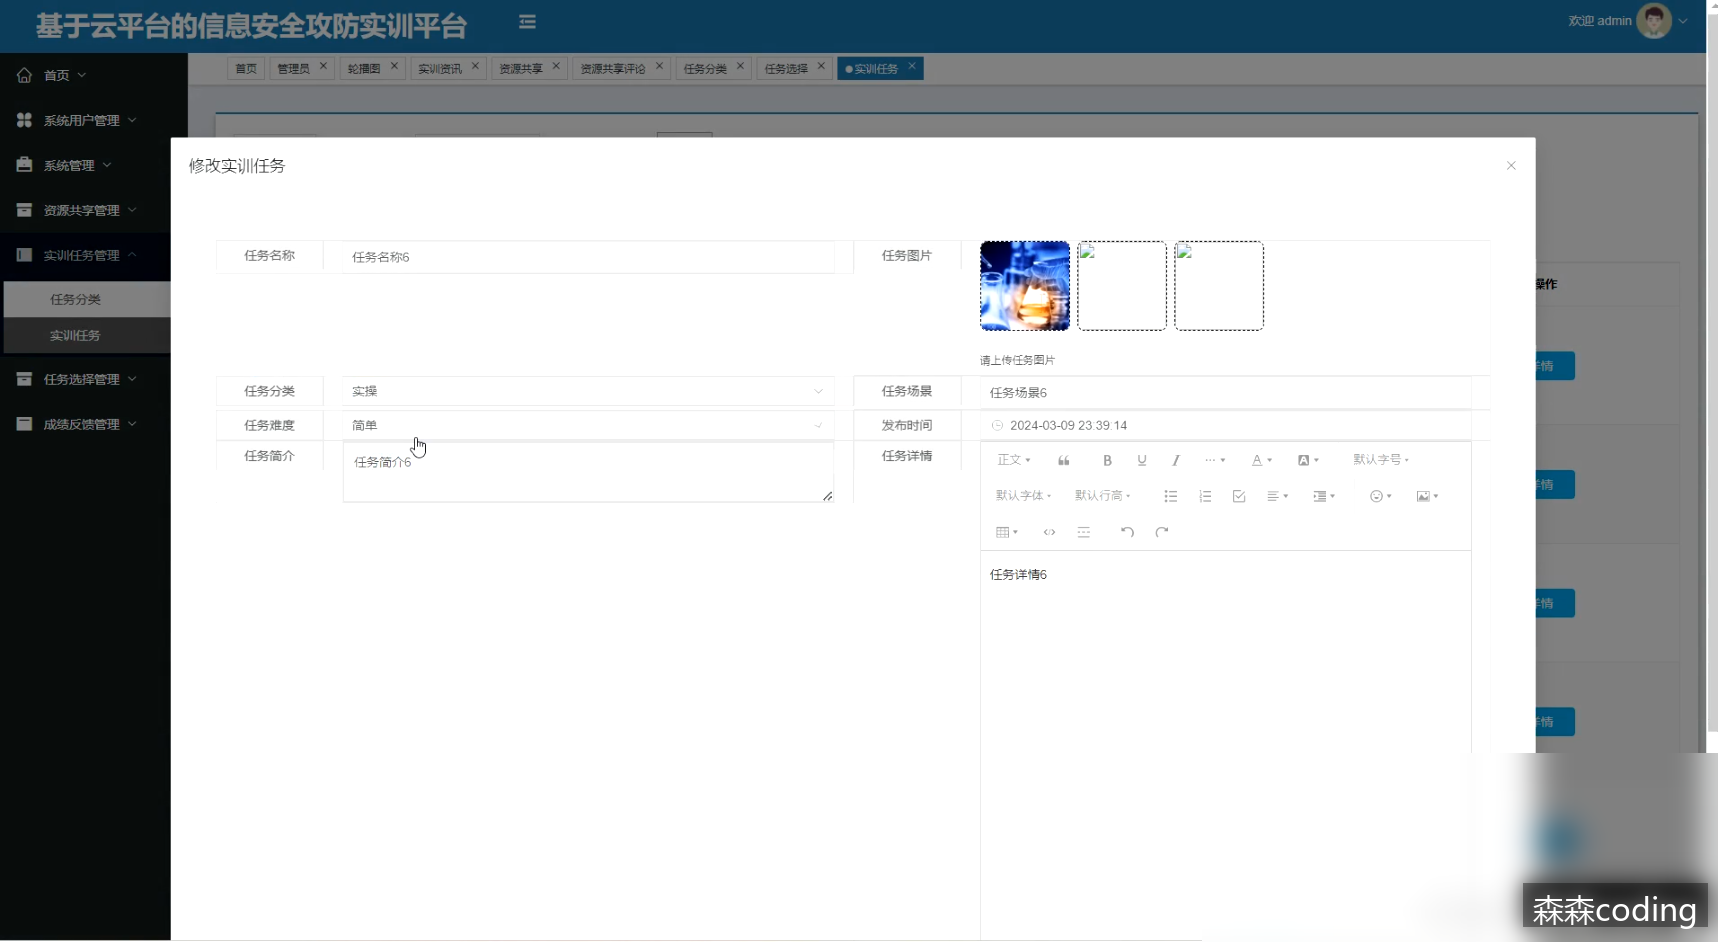 基于云平台的信息安全攻防实训平台
欢迎 admin
首页
系统用户管理
系统管理
资源共享管理
实训任务管理
任务分类
实训任务
任务选择管理
成绩反馈管理
首页 管理员 轮播图 实训资讯 资源共享 资源共享评论 任务分类 任务选择 实训任务
修改实训任务
任务名称 任务名称6 任务图片
请上传任务图片
任务分类 实操 任务场景 任务场景6
任务难度 简单 发布时间 2024-03-09 23:39:14
任务简介 任务简介6 任务详情
正文 B U I A A 默认字号
默认字体 默认行高
任务详情6
操作
详情
详情
详情
详情
森森coding